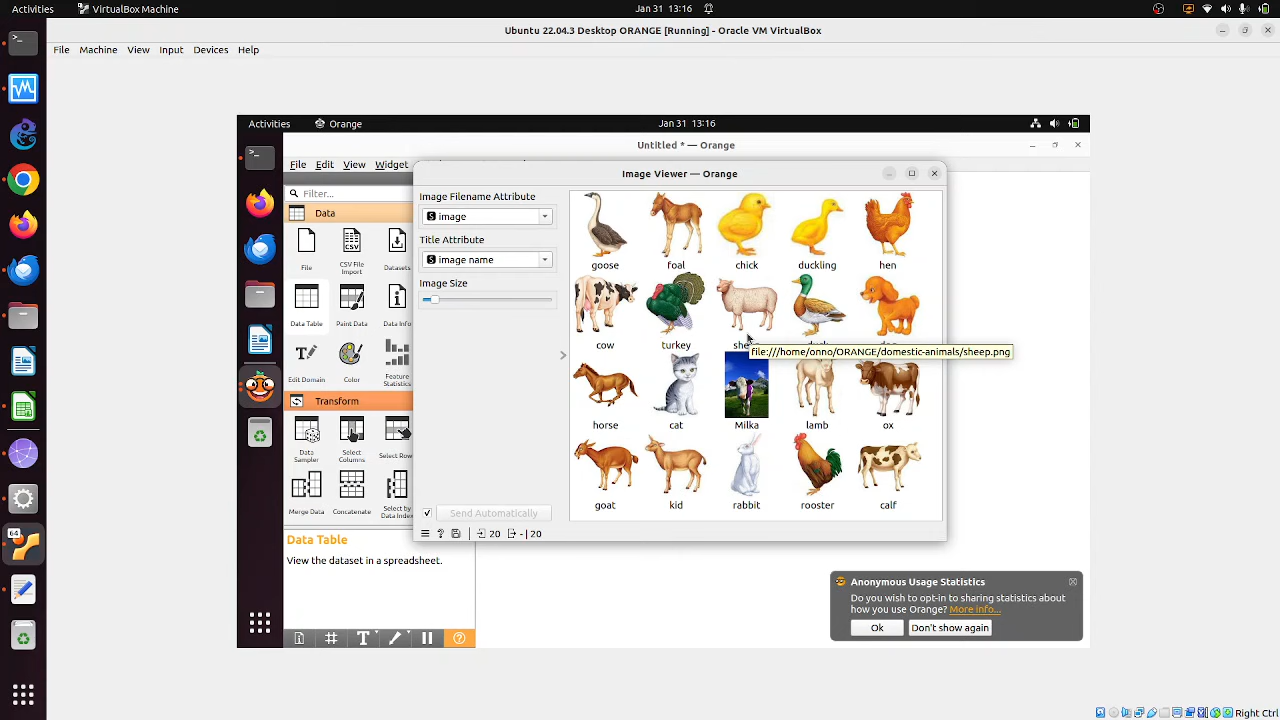 Activities
VirtualBox Machine
Jan 31 13:16
Ubuntu 22.04.3 Desktop ORANGE [Running] - Oracle VM VirtualBox
File Machine View Input Devices Help
Activities
Orange
Jan 31 13:16
Untitled * — Orange
File Edit View Widget
Image Viewer — Orange
Filter...
Data
File
CSV File Import
Datasets
Data Table
Paint Data
Data Info
Edit Domain
Color
Feature Statistics
Transform
Data Sampler
Select Columns
Select Row
Merge Data
Concatenate
Select by Data Index
Data Table
View the dataset in a spreadsheet.
Image Filename Attribute
S image
Title Attribute
S image name
Image Size
Send Automatically
20 - | 20
goose foal chick duckling hen
cow turkey
file:///home/onno/ORANGE/domestic-animals/sheep.png
horse cat Milka lamb ox
goat kid rabbit rooster calf
Anonymous Usage Statistics
Do you wish to opt-in to sharing statistics about
how you use Orange? More info...
Ok
Don't show again
64
Right Ctrl